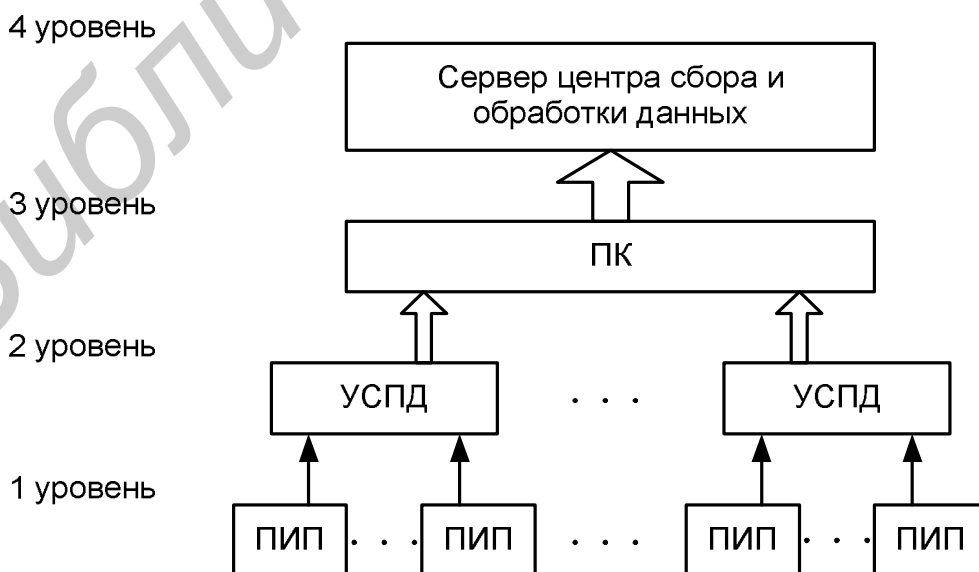 4 уровень
Сервер центра сбора и
обработки данных
3 уровень
ПК
2 уровень
УСПД . . . УСПД
1 уровень
ПИП . . . ПИП . . . ПИП . . . ПИП